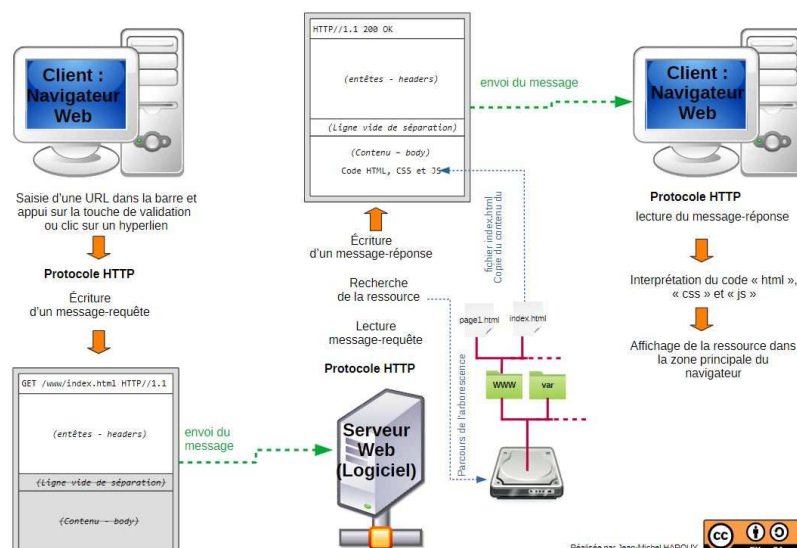 Client :
Navigateur
Web
Saisie d'une URL dans la barre et
appui sur la touche de validation
ou clic sur un hyperlien
Protocole HTTP
Écriture
d'un message-requête
GET /www/index.html HTTP//1.1
(entêtes - headers)
(Ligne vide de séparation)
(Contenu - body)
envoi du
message
Serveur
Web
(Logiciel)
Protocole HTTP
Lecture
message-requête
Recherche
de la ressource
Écriture
d'un message-réponse
Parcours de l'arborescence
WWW
var
page1.html
index.html
fichier index.html
Copie du contenu du
HTTP//1.1 200 OK
(entêtes - headers)
(Ligne vide de séparation)
(Contenu - body)
Code HTML, CSS et JS
envoi du message
Client :
Navigateur
Web
Protocole HTTP
lecture du message-réponse
Interprétation du code « html »,
« css » et « js »
Affichage de la ressource dans
la zone principale du
navigateur
Réalisée par Jean-Michel
cc